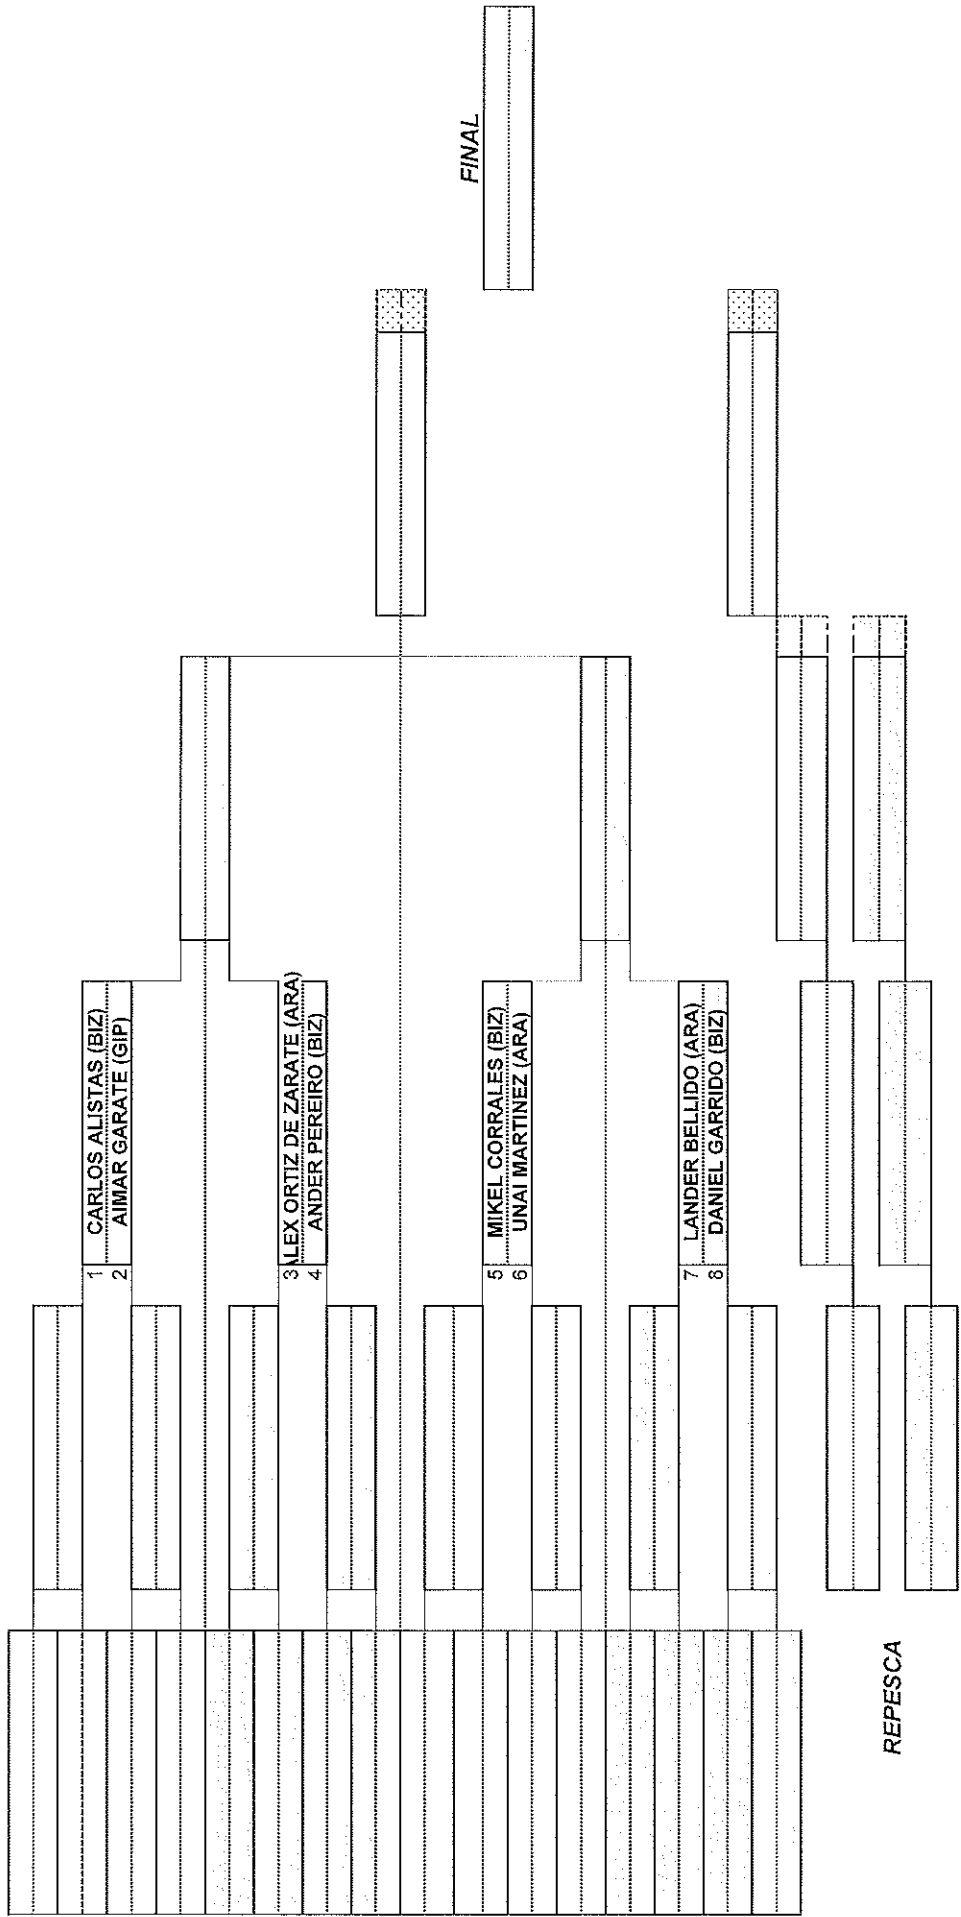 1 CARLOS ALISTAS (BIZ)
2 AIMAR GARATE (GIP)
3 LEX ORTIZ DE ZARATE (ARA)
4 ANDER PEREIRO (BIZ)
5 MIKEL CORRALES (BIZ)
6 UNAI MARTINEZ (ARA)
7 LANDER BELLIDO (ARA)
8 DANIEL GARRIDO (BIZ)
FINAL
REPESCA